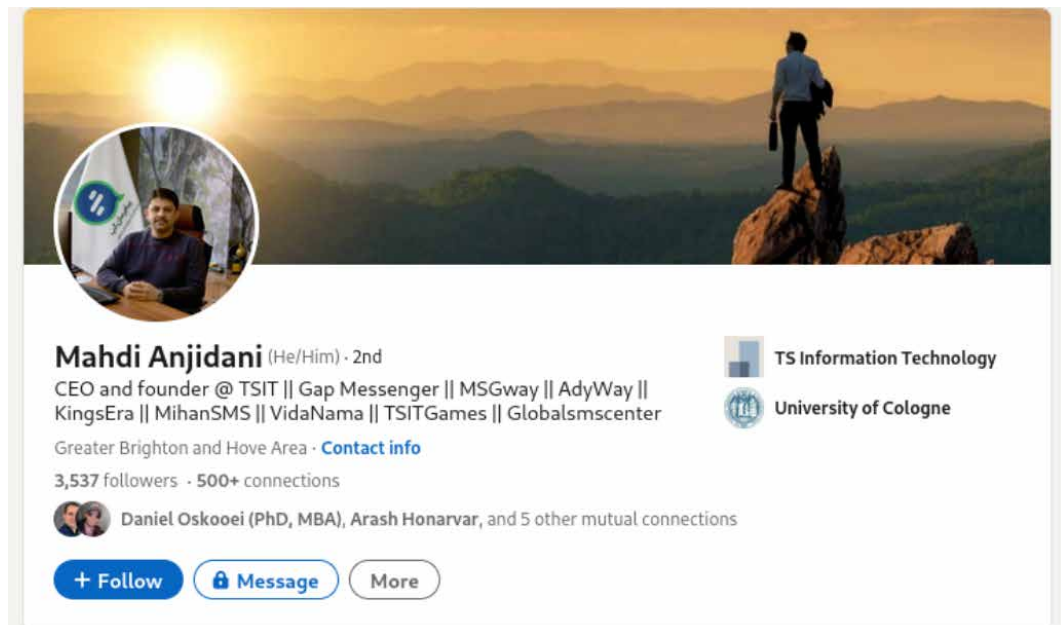 Mahdi Anjidani (He/Him) · 2nd
CEO and founder @ TSIT || Gap Messenger || MSGway || AdyWay ||
KingsEra || MihanSMS || VidaNama || TSITGames || Globalsmscenter
Greater Brighton and Hove Area · Contact info
3,537 followers · 500+ connections
Daniel Oskooei (PhD, MBA), Arash Honarvar, and 5 other mutual connections
+ Follow
Message
More
TS Information Technology
University of Cologne